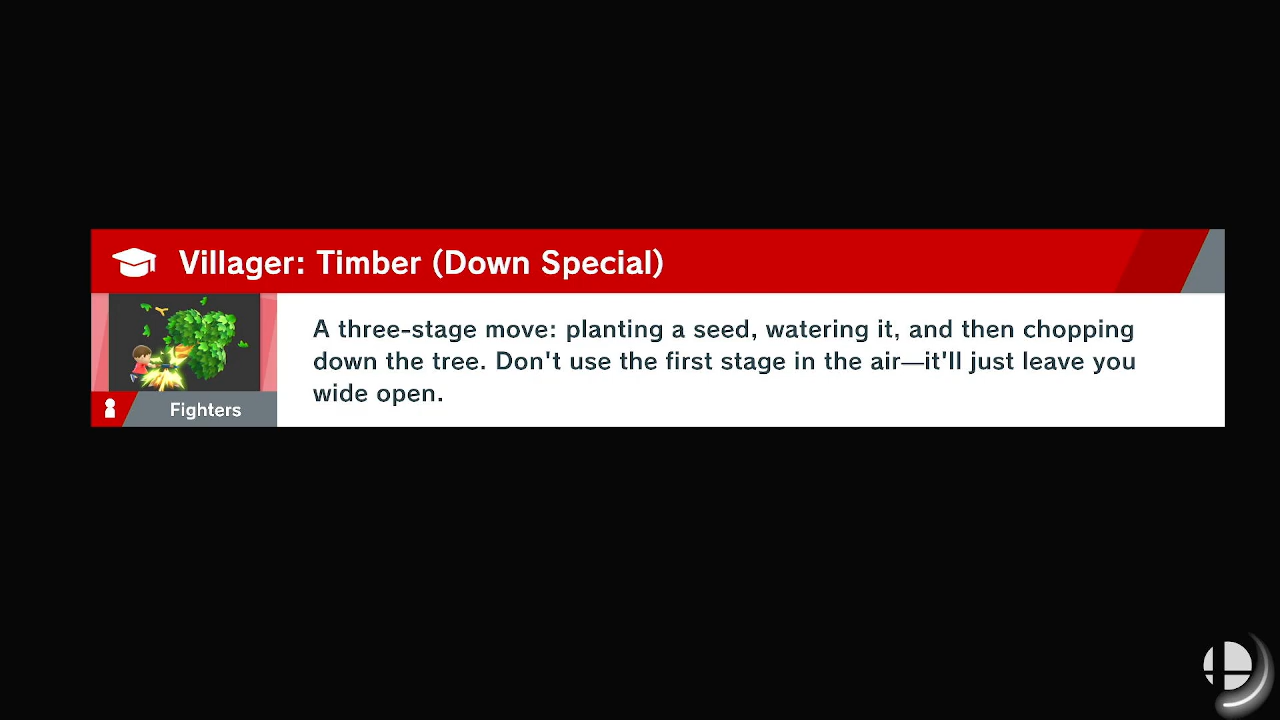 Villager: Timber (Down Special)
A three-stage move: planting a seed, watering it, and then chopping
down the tree. Don't use the first stage in the air—it'll just leave you
wide open.
Fighters